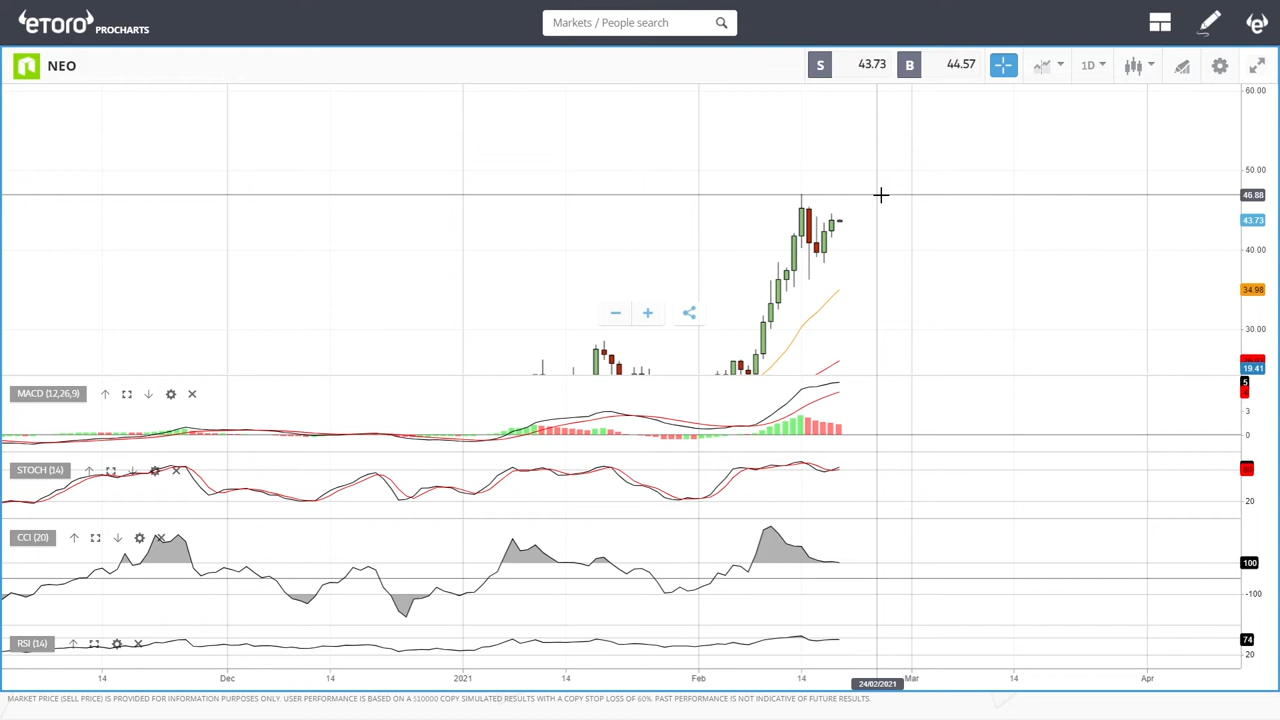 eToro PROCHARTS
Markets / People search
NEO
S 43.73 B 44.57 1D
60.00
50.00
46.88
43.73
40.00
34.98
30.00
19.41
MACD (12,26,9)
5
3
0
STOCH (14)
20
CCI (20)
100
-100
RSI (14)
74
20
14 Dec 14 2021 14 Feb 14 24/02/2021 Mar 14 Apr
MARKET PRICE (SELL PRICE) IS PROVIDED FOR INFORMATION PURPOSES ONLY. USER PERFORMANCE IS BASED ON A $10000 COPY SIMULATED RESULTS WITH A COPY STOP LOSS OF 60%. PAST PERFORMANCE IS NOT INDICATIVE OF FUTURE RESULTS.